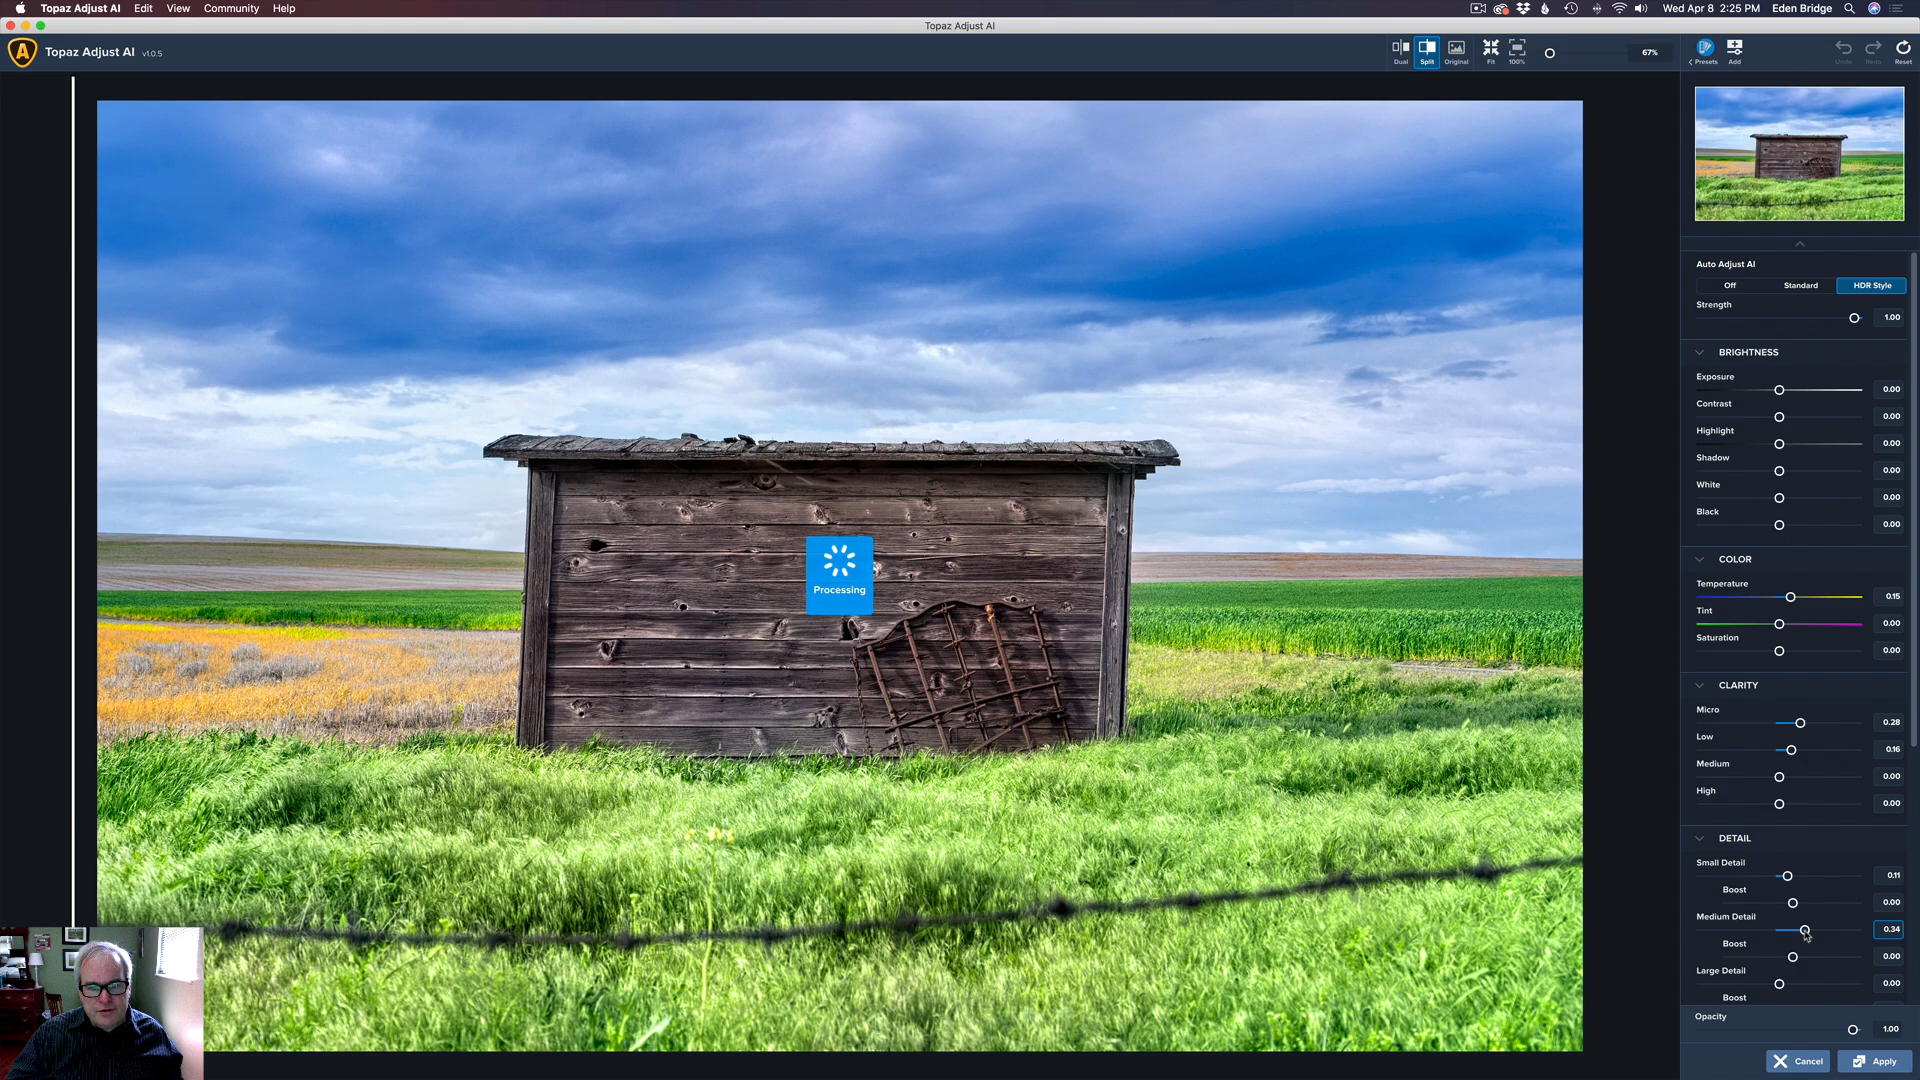 Topaz Adjust AI Edit View Community Help Wed Apr 8 2:25 PM Eden Bridge
Topaz Adjust AI
Topaz Adjust AI v1.0.5
Dual Split Original Fit 100% 67% Presets Add Undo Redo Reset
Auto Adjust AI
Off Standard HDR Style
Strength
1.00
BRIGHTNESS
Exposure
0.00
Contrast
0.00
Highlight
0.00
Shadow
0.00
White
0.00
Black
0.00
COLOR
Temperature
0.15
Tint
0.00
Saturation
0.00
CLARITY
Micro
0.28
Low
0.16
Medium
0.00
High
0.00
DETAIL
Small Detail
0.11
Boost
0.00
Medium Detail
0.34
Boost
0.00
Large Detail
0.00
Boost
Opacity
1.00
Cancel Apply
Processing